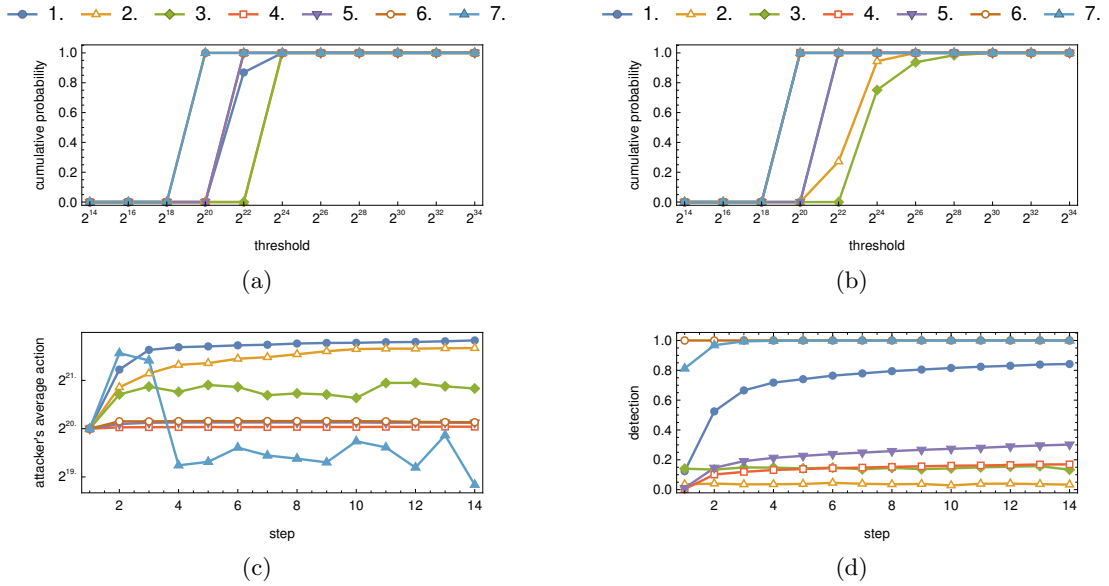 1. 2. 3. 4. 5. 6. 7.
1. 2. 3. 4. 5. 6. 7.
cumulative probability
1.0
0.8
0.6
0.4
0.2
0.0
2^14 2^16 2^18 2^20 2^22 2^24 2^26 2^28 2^30 2^32 2^34
threshold
(a)
cumulative probability
1.0
0.8
0.6
0.4
0.2
0.0
2^14 2^16 2^18 2^20 2^22 2^24 2^26 2^28 2^30 2^32 2^34
threshold
(b)
attacker's average action
2^21.
2^20.
2^19.
2 4 6 8 10 12 14
step
(c)
detection
1.0
0.8
0.6
0.4
0.2
0.0
2 4 6 8 10 12 14
step
(d)